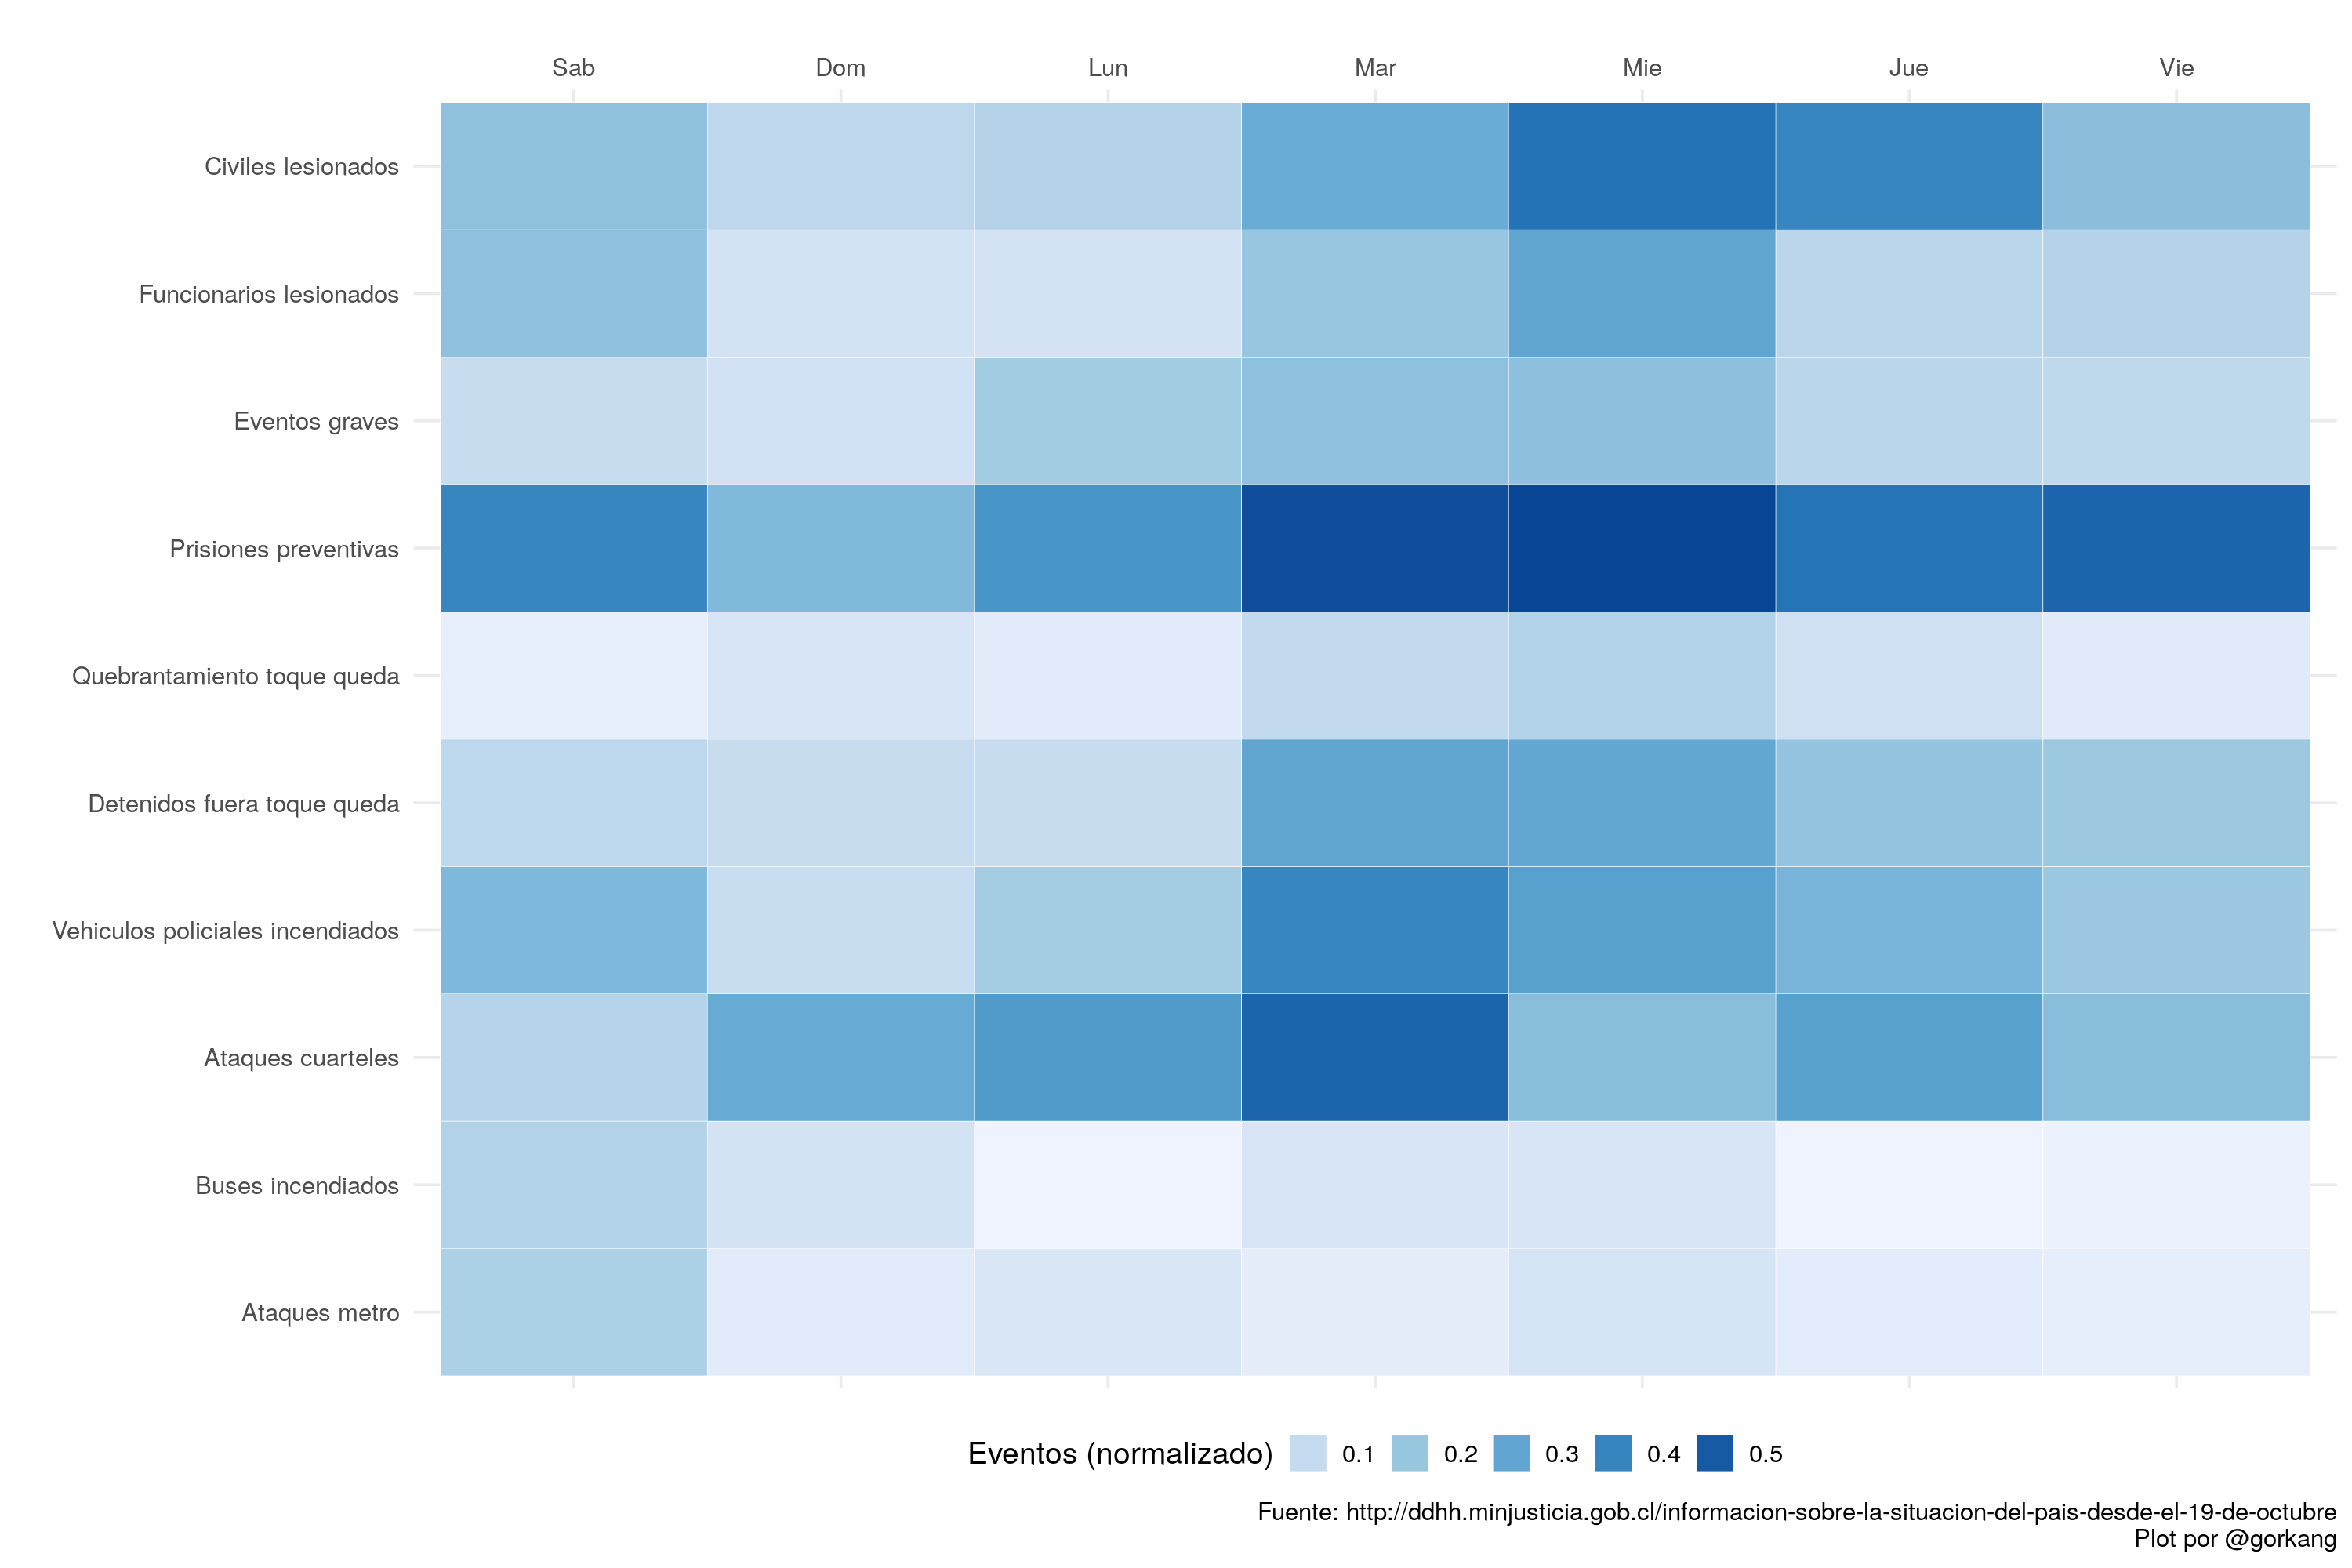 Sab Dom Lun Mar Mie Jue Vie
Civiles lesionados
Funcionarios lesionados
Eventos graves
Prisiones preventivas
Quebrantamiento toque queda
Detenidos fuera toque queda
Vehiculos policiales incendiados
Ataques cuarteles
Buses incendiados
Ataques metro
Eventos (normalizado) 0.1 0.2 0.3 0.4 0.5
Fuente: http://ddhh.minjusticia.gob.cl/informacion-sobre-la-situacion-del-pais-desde-el-19-de-octubre
Plot por @gorkang